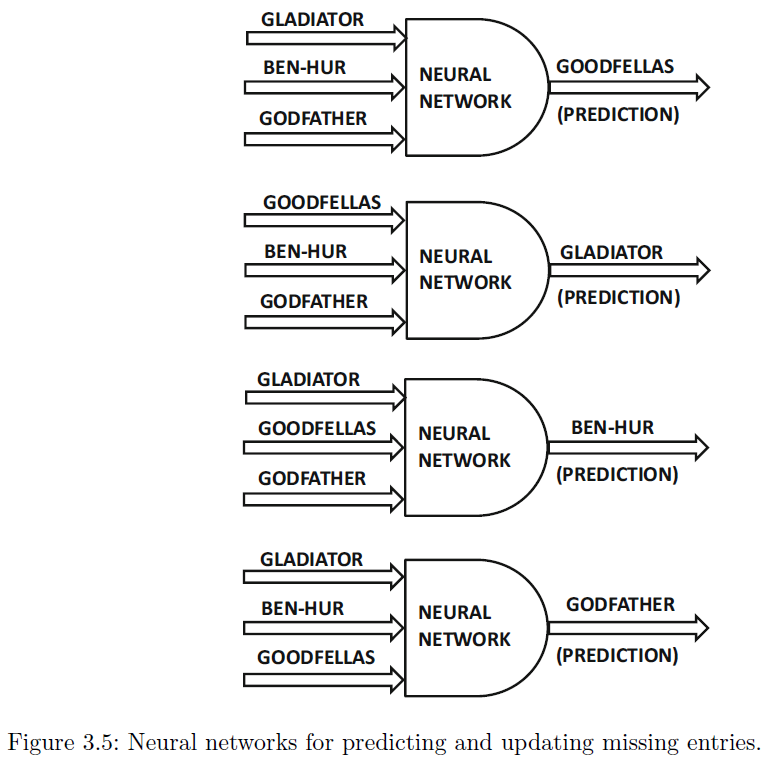 GLADIATOR
BEN-HUR
GODFATHER
NEURAL
NETWORK
GOODFELLAS
(PREDICTION)
GOODFELLAS
BEN-HUR
GODFATHER
NEURAL
NETWORK
GLADIATOR
(PREDICTION)
GLADIATOR
GOODFELLAS
GODFATHER
NEURAL
NETWORK
BEN-HUR
(PREDICTION)
GLADIATOR
BEN-HUR
GOODFELLAS
NEURAL
NETWORK
GODFATHER
(PREDICTION)
Figure 3.5: Neural networks for predicting and updating missing entries.